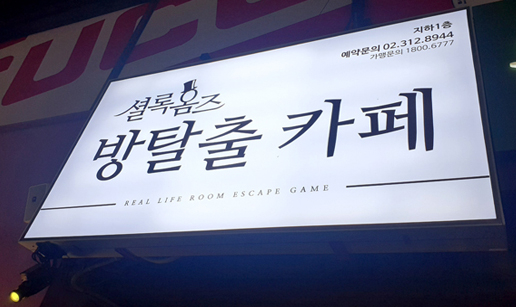 지하1층
예약문의 02.312.8944
가맹문의 1800.6777
셜록홈즈
방탈출 카페
REAL LIFE ROOM ESCAPE GAME